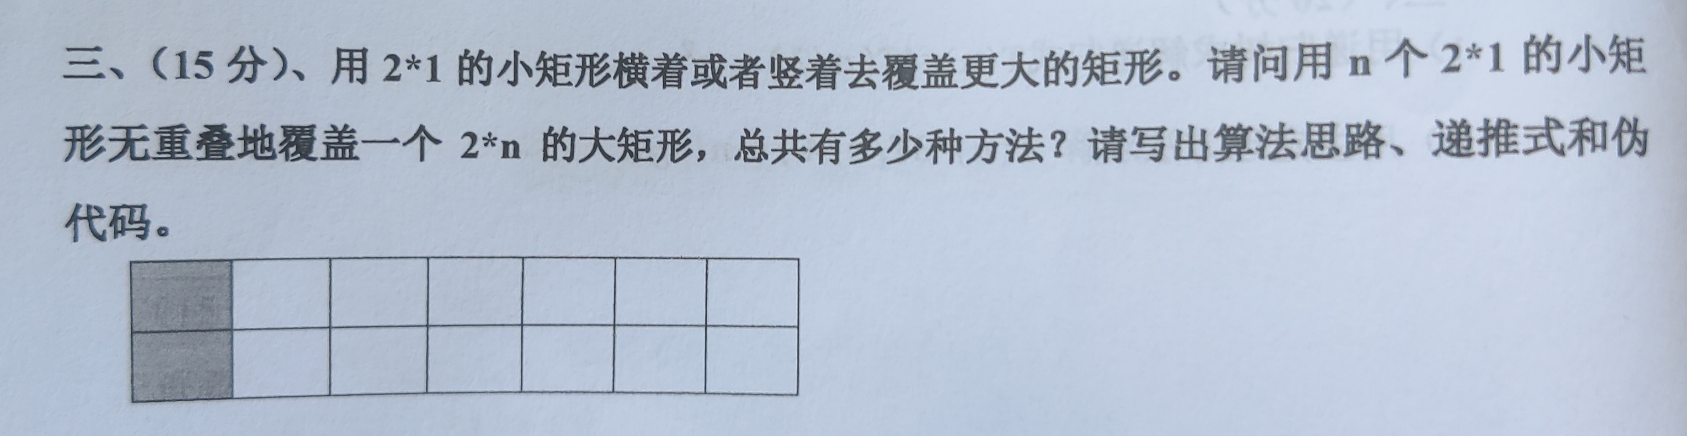 三、（15 分）、用 2*1 的小矩形横着或者竖着去覆盖更大的矩形。请问用 n 个 2*1 的小矩
形无重叠地覆盖一个 2*n 的大矩形，总共有多少种方法？请写出算法思路、递推式和伪
代码。